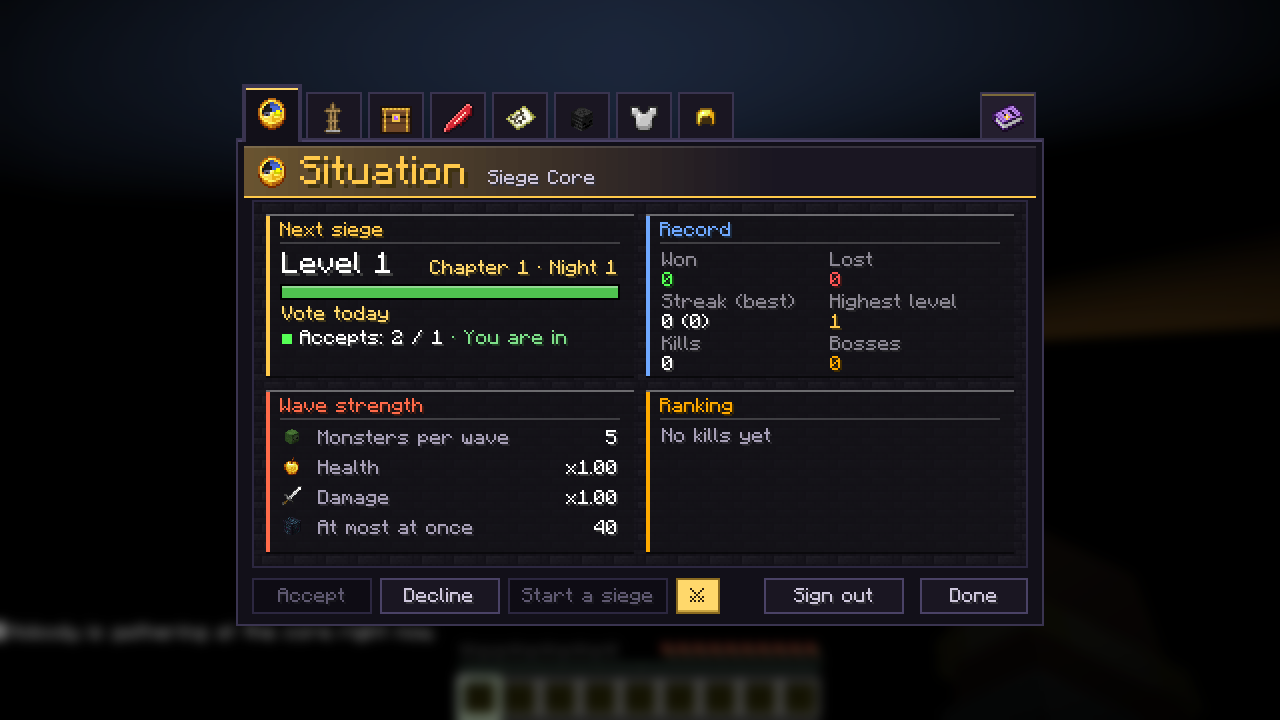 Situation
Siege Core
Next siege
Level 1
Chapter 1 · Night 1
Vote today
Accepts: 2 / 1 · You are in
Record
Won
Lost
0
0
Streak (best)
Highest level
0 (0)
1
Kills
Bosses
0
0
Wave strength
Monsters per wave 5
Health x1.00
Damage x1.00
At most at once 40
Ranking
No kills yet
Accept
Decline
Start a siege
Sign out
Done